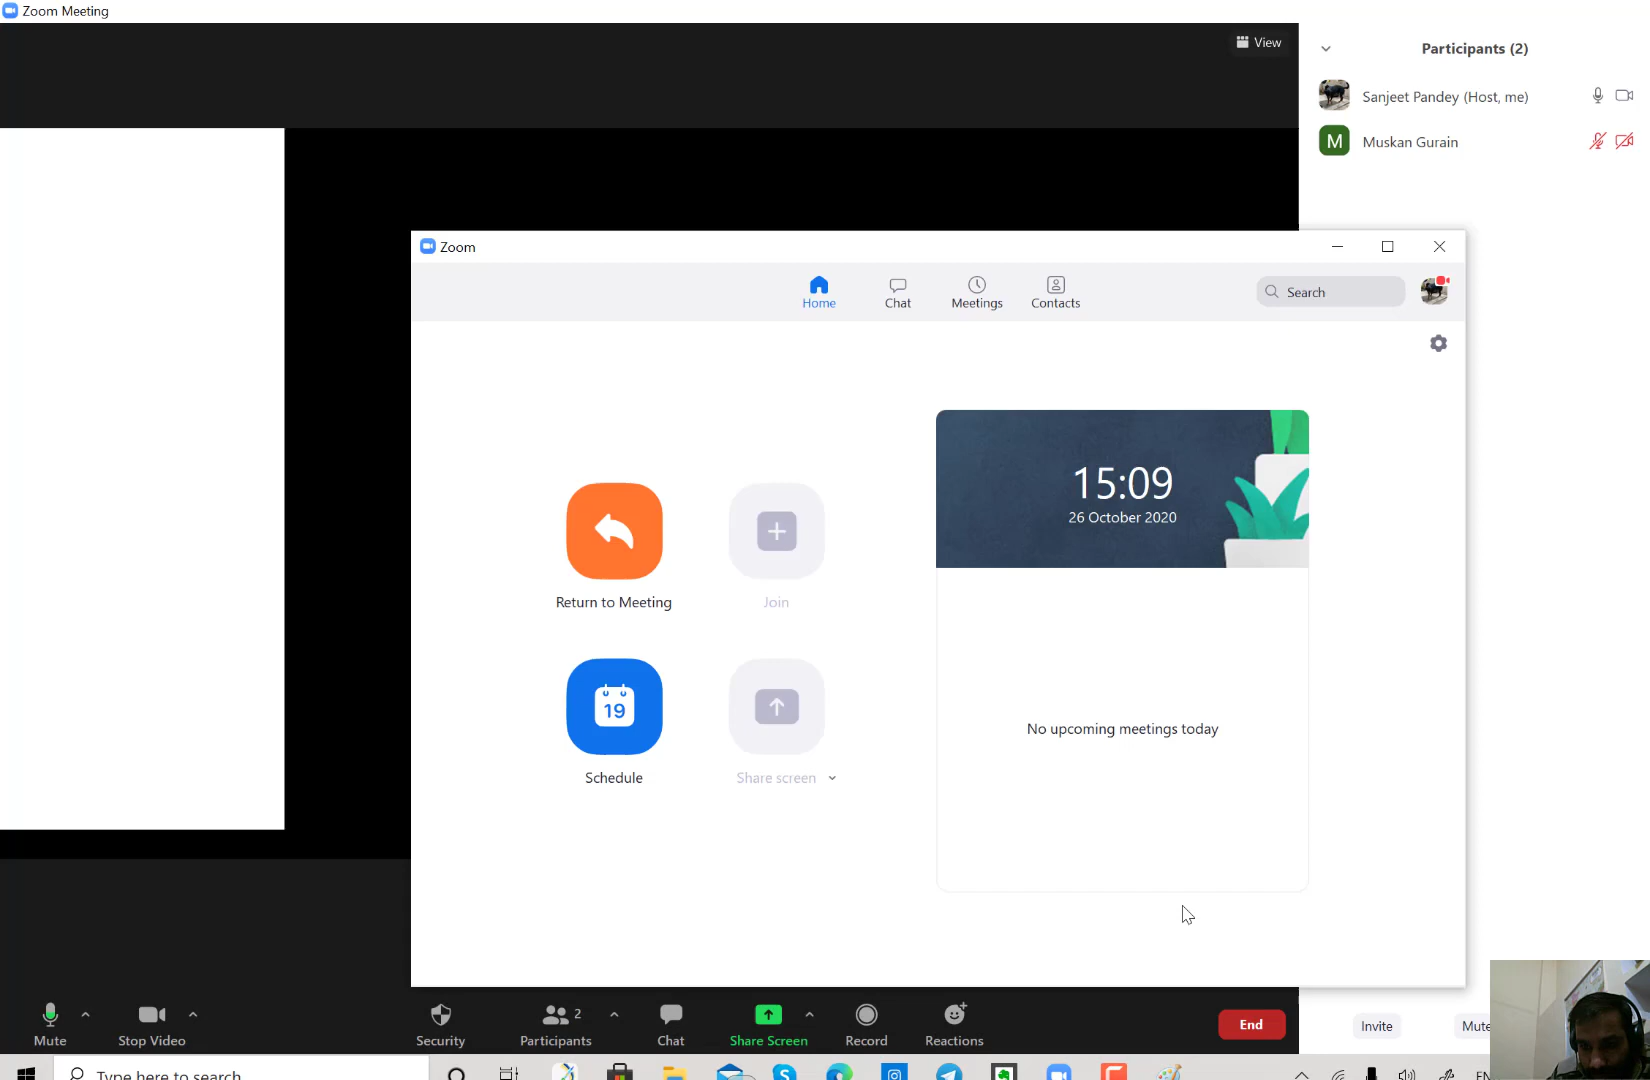 Zoom Meeting
View
Participants (2)
Sanjeet Pandey (Host, me)
M
Muskan Gurain
Zoom
Home
Chat
Meetings
Contacts
Search
15:09
26 October 2020
Return to Meeting
Join
19
Schedule
Share screen
No upcoming meetings today
Mute
Stop Video
Security
2
Participants
Chat
Share Screen
Record
Reactions
End
Invite
Mute
Type here to search
EN